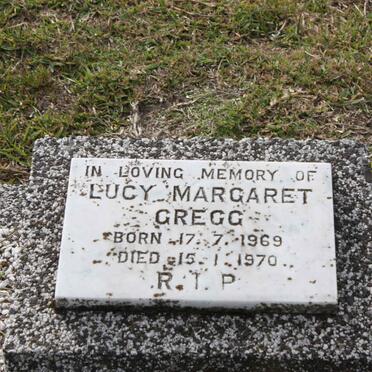 IN LOVING MEMORY OF
LUCY MARGARET
GREGG
BORN 17. 7. 1969
DIED 15. 1. 1970
R. I. P